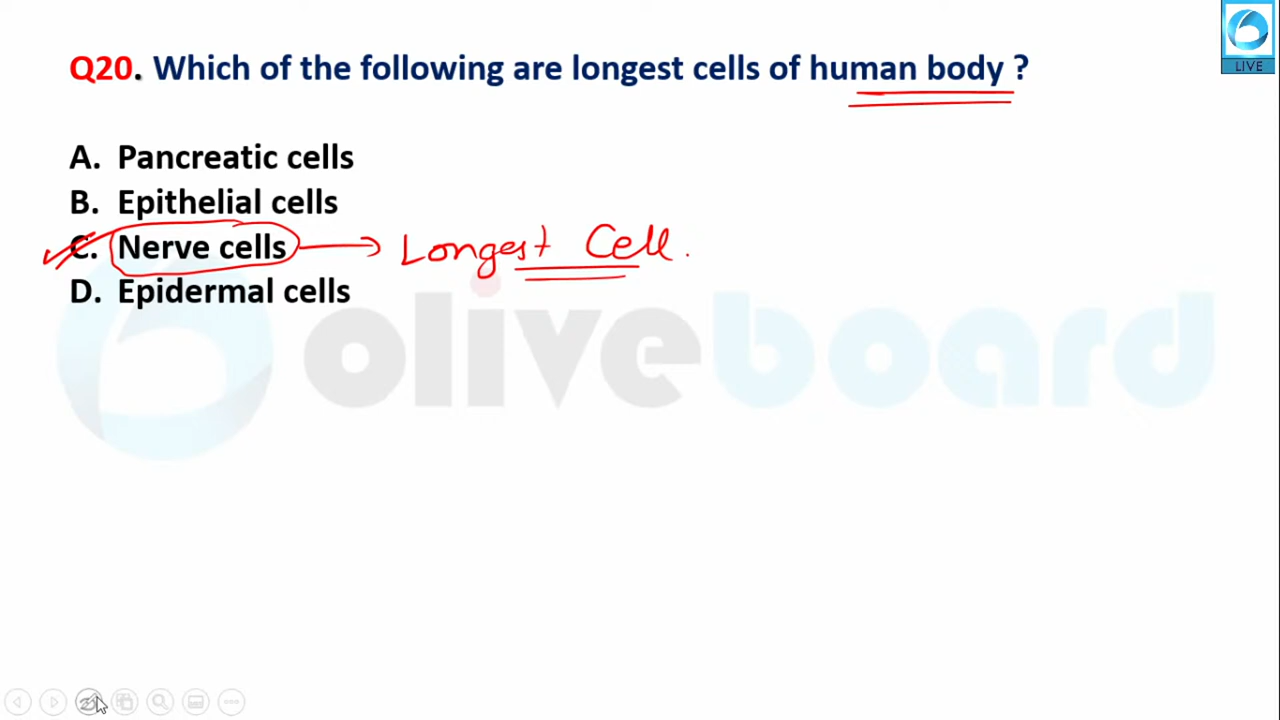 LIVE
Q20. Which of the following are longest cells of human body ?
A. Pancreatic cells
B. Epithelial cells
C. Nerve cells → Longest Cell.
D. Epidermal cells
oliveboard